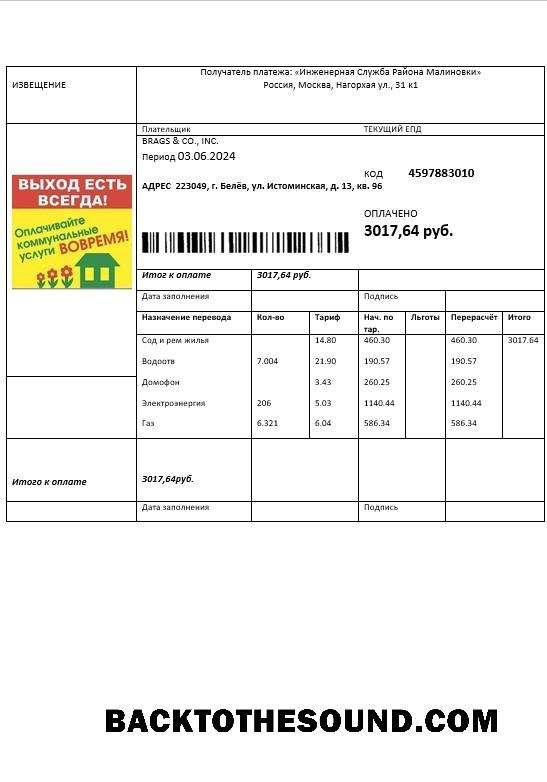 Получатель платежа: «Инженерная Служба Района Малиновки»
ИЗВЕЩЕНИЕ
Россия, Москва, Нагорхая ул., 31 к1
Плательщик ТЕКУЩИЙ ЕПД
BRAGS & CO., INC.
Период 03.06.2024
КОД 4597883010
АДРЕС 223049, г. Белёв, ул. Истоминская, д. 13, кв. 96
ВЫХОД ЕСТЬ
ВСЕГДА!
Оплачивайте
коммунальные
услуги ВОВРЕМЯ!
ОПЛАЧЕНО
3017,64 руб.
Итог к оплате 3017,64 руб.
Дата заполнения Подпись
Назначение перевода Кол-во Тариф Нач. по тар. Льготы Перерасчёт Итого
Сод и рем жилья 14.80 460.30 460.30 3017.64
Водоотв 7.004 21.90 190.57 190.57
Домофон 3.43 260.25 260.25
Электроэнергия 206 5.03 1140.44 1140.44
Газ 6.321 6.04 586.34 586.34
Итого к оплате 3017,64руб.
Дата заполнения Подпись
BACKTOTHESOUND.COM